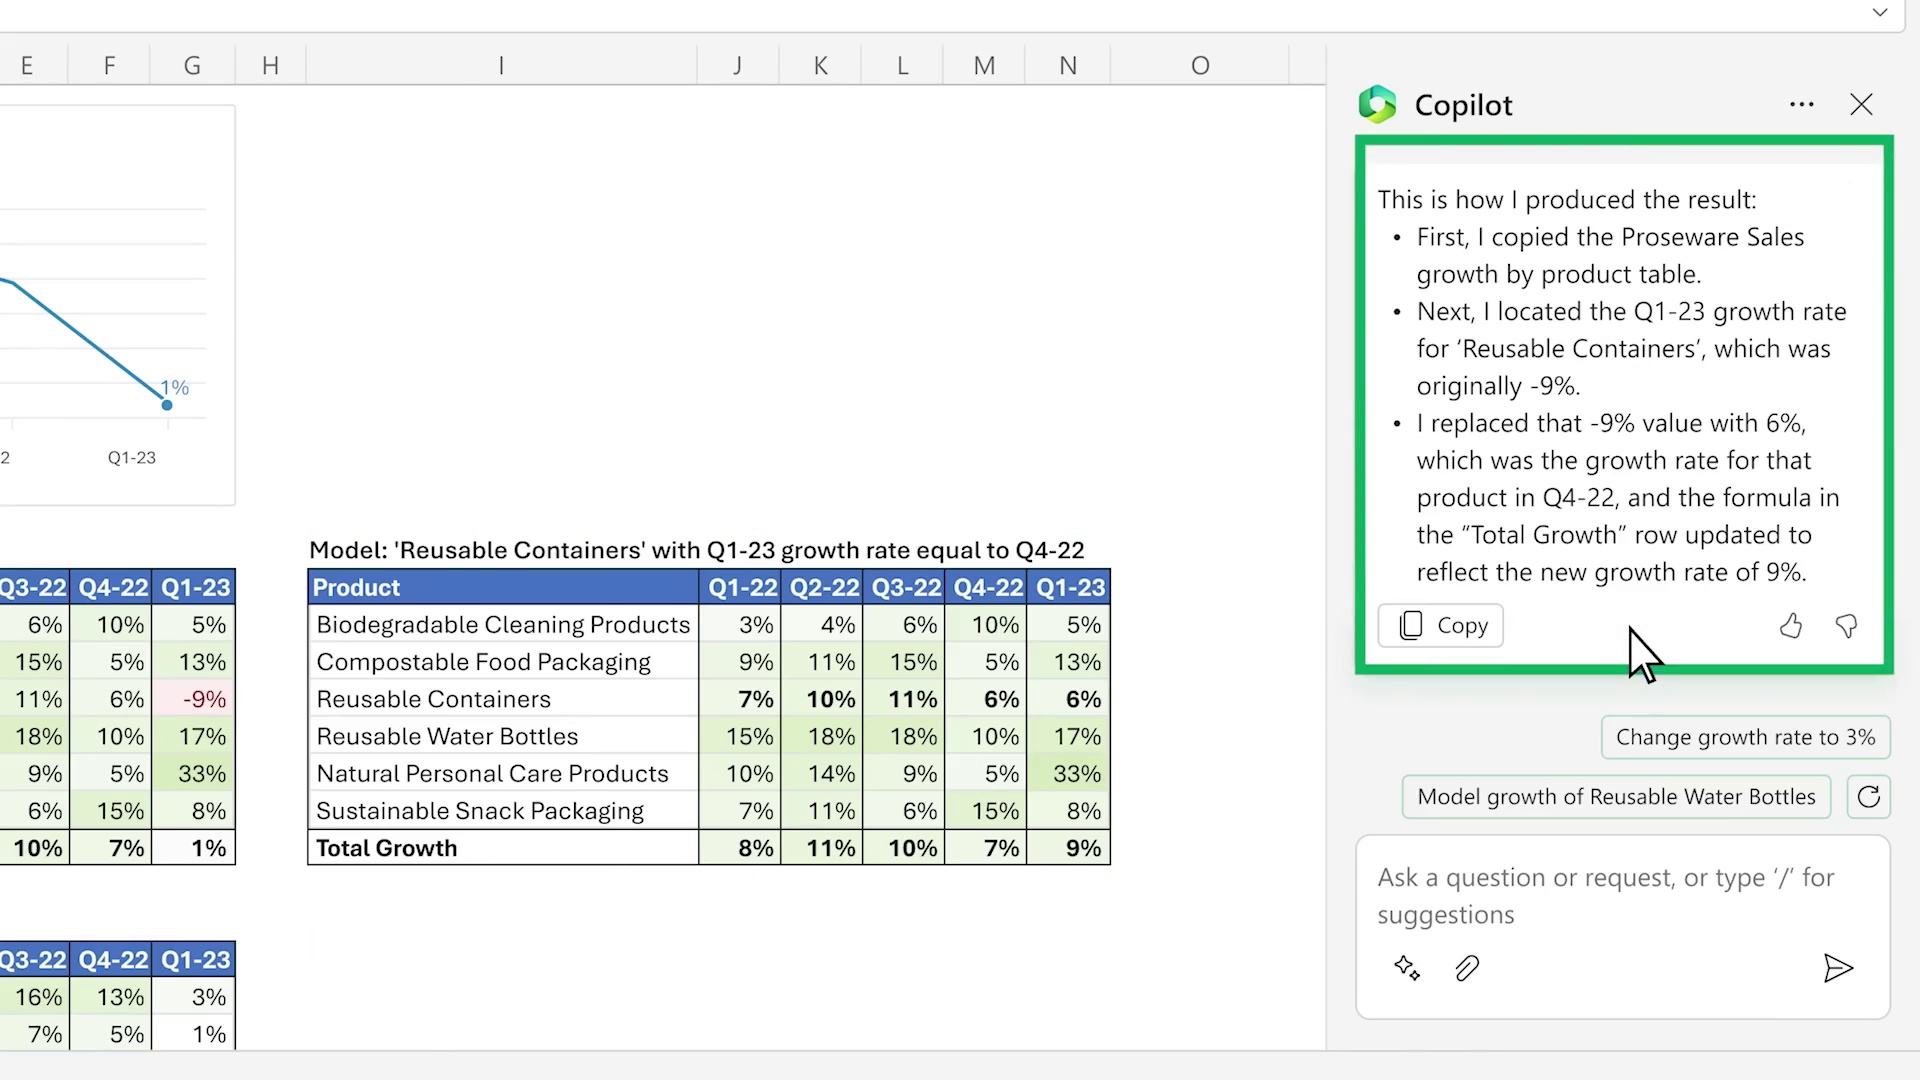 E F G H I J K L M N O
1%
2 Q1-23
Q3-22 Q4-22 Q1-23
6% 10% 5%
15% 5% 13%
11% 6% -9%
18% 10% 17%
9% 5% 33%
6% 15% 8%
10% 7% 1%
Q3-22 Q4-22 Q1-23
16% 13% 3%
7% 5% 1%
Model: 'Reusable Containers' with Q1-23 growth rate equal to Q4-22
Product Q1-22 Q2-22 Q3-22 Q4-22 Q1-23
Biodegradable Cleaning Products 3% 4% 6% 10% 5%
Compostable Food Packaging 9% 11% 15% 5% 13%
Reusable Containers 7% 10% 11% 6% 6%
Reusable Water Bottles 15% 18% 18% 10% 17%
Natural Personal Care Products 10% 14% 9% 5% 33%
Sustainable Snack Packaging 7% 11% 6% 15% 8%
Total Growth 8% 11% 10% 7% 9%
Copilot
This is how I produced the result:
• First, I copied the Proseware Sales
growth by product table.
• Next, I located the Q1-23 growth rate
for ‘Reusable Containers’, which was
originally -9%.
• I replaced that -9% value with 6%,
which was the growth rate for that
product in Q4-22, and the formula in
the “Total Growth” row updated to
reflect the new growth rate of 9%.
Copy
Change growth rate to 3%
Model growth of Reusable Water Bottles
Ask a question or request, or type ‘/’ for
suggestions